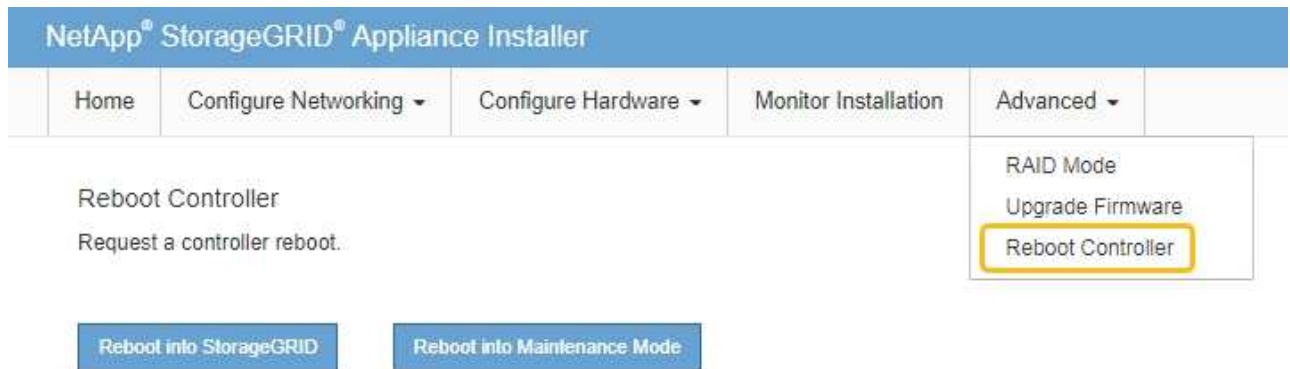 NetApp® StorageGRID® Appliance Installer
Home Configure Networking Configure Hardware Monitor Installation Advanced
RAID Mode
Upgrade Firmware
Reboot Controller
Reboot Controller
Request a controller reboot.
Reboot into StorageGRID Reboot into Maintenance Mode